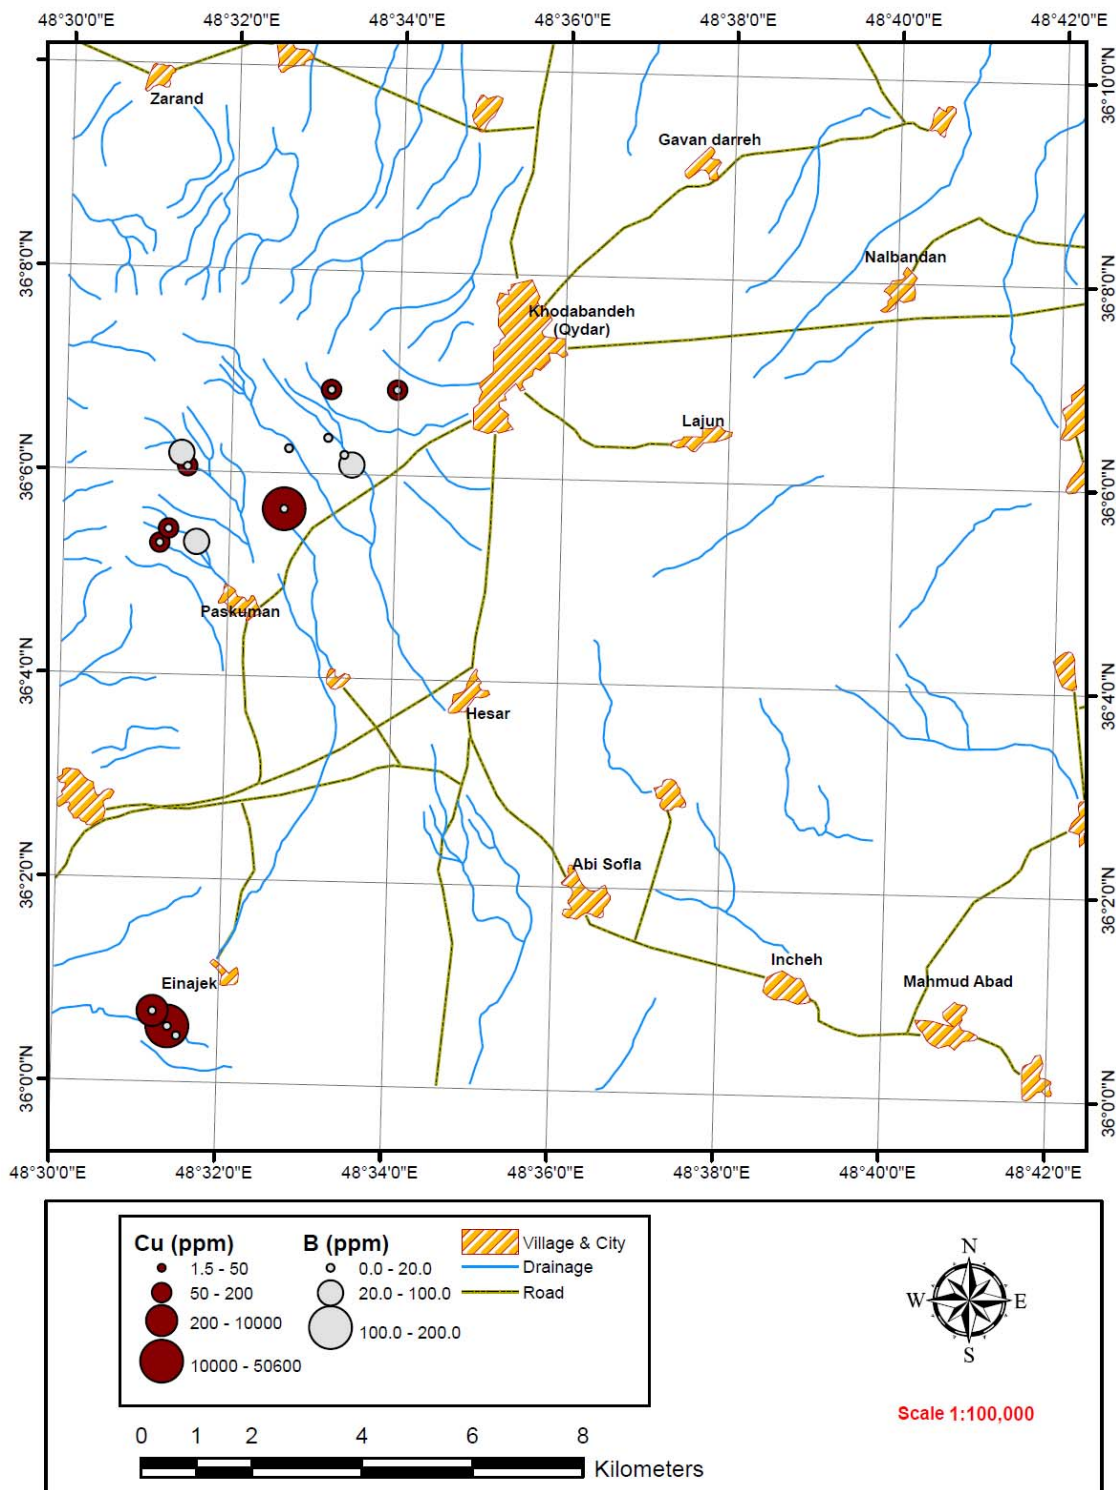 48°30'0"E 48°32'0"E 48°34'0"E 48°36'0"E 48°38'0"E 48°40'0"E 48°42'0"E
36°10'0"N
Zarand
Gavan darreh
36°8'0"N
Nalbandan
36°8'0"N
Khodabandeh
(Qydar)
Lajun
36°6'0"N
36°6'0"N
Paskuman
36°4'0"N
36°4'0"N
Hesar
Abi Sofla
36°2'0"N
36°2'0"N
Incheh
Einajek
Mahmud Abad
36°0'0"N
36°0'0"N
48°30'0"E 48°32'0"E 48°34'0"E 48°36'0"E 48°38'0"E 48°40'0"E 48°42'0"E
Cu (ppm) B (ppm) Village & City
1.5 - 50 0.0 - 20.0 Drainage
50 - 200 20.0 - 100.0 Road
200 - 10000 100.0 - 200.0
10000 - 50600
N
W E
S
Scale 1:100,000
0 1 2 4 6 8
Kilometers